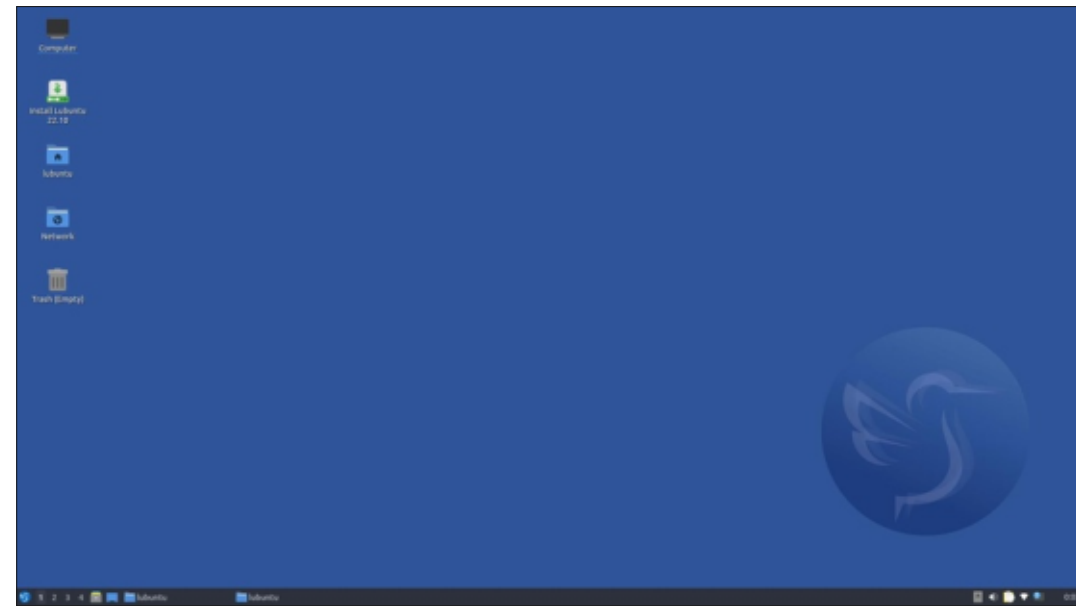 Computer
Install Lubuntu
22.10
lubuntu
Network
Trash (Empty)
1 2 3 4 lubuntu lubuntu